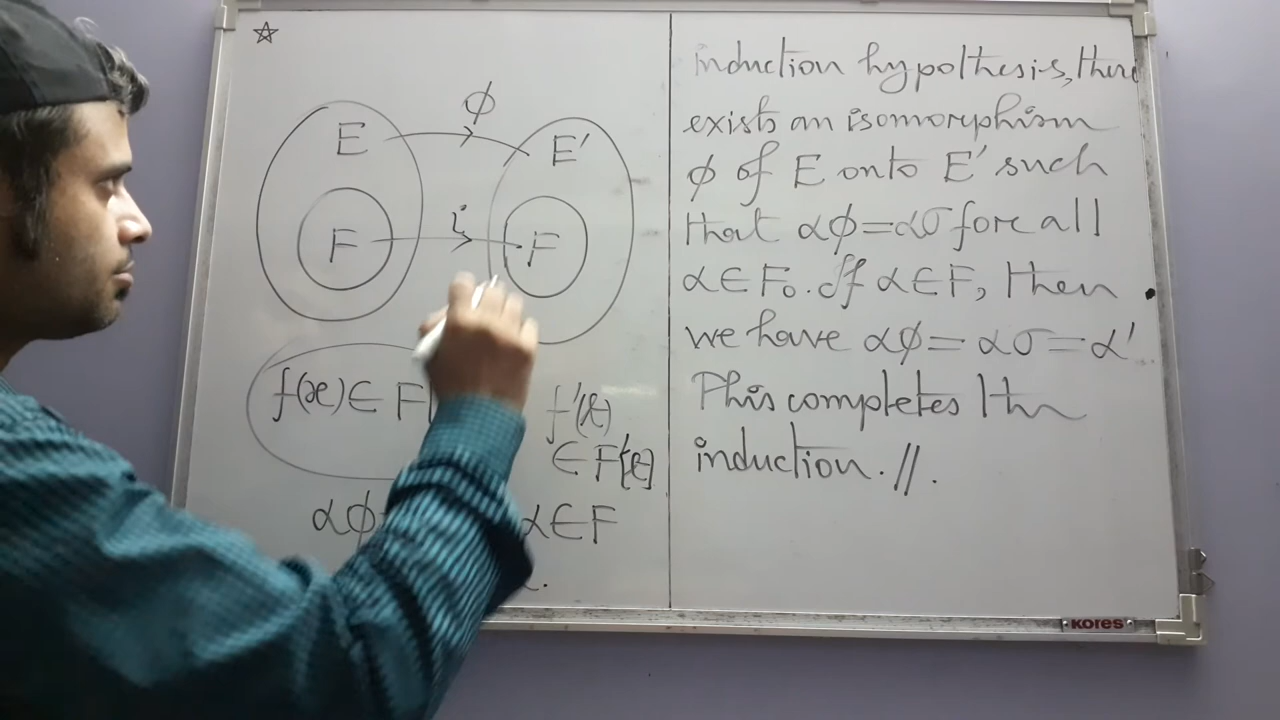 ☆
ϕ
E
E'
i
F
F
f(x) ∈ F
f'(x)
∈ F'[x]
αϕ
α ∈ F
induction hypothesis, there
exists an isomorphism
ϕ of E onto E' such
that αϕ = ασ for all
α ∈ F₀. If α ∈ F, then
we have αϕ = ασ = α'
This completes the
induction. //.
KORES